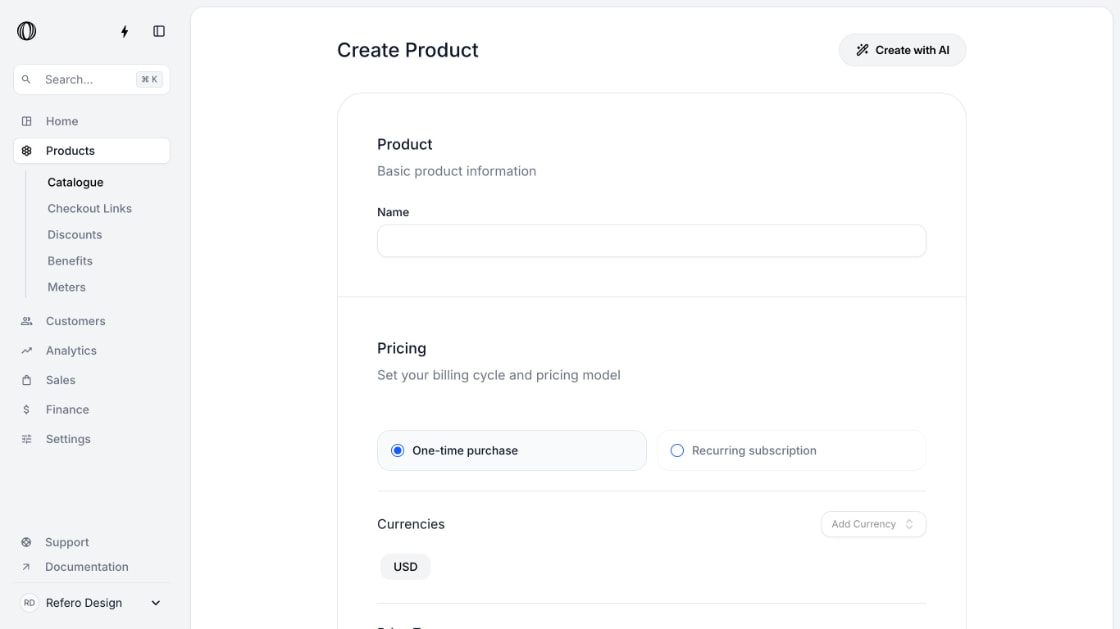 Search...
⌘ K
Home
Products
Catalogue
Checkout Links
Discounts
Benefits
Meters
Customers
Analytics
Sales
Finance
Settings
Support
Documentation
RD Refero Design
Create Product
Create with AI
Product
Basic product information
Name
Pricing
Set your billing cycle and pricing model
One-time purchase
Recurring subscription
Currencies
Add Currency
USD